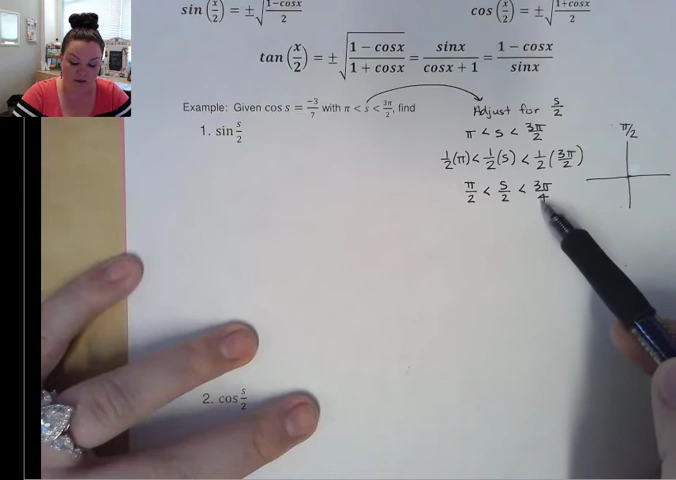 sin (x/2) = ± √((1−cosx)/2)
cos (x/2) = ± √((1+cosx)/2)
tan (x/2) = ± √((1 − cosx)/(1 + cosx)) = sinx/(cosx + 1) = (1 − cosx)/sinx
Example: Given cos s = −3/7 with π < s < 3π/2, find
Adjust for s/2
1. sin s/2
π < s < 3π/2
π/2
1/2 (π) < 1/2 (s) < 1/2 (3π/2)
π/2 < s/2 < 3π/4
2. cos s/2